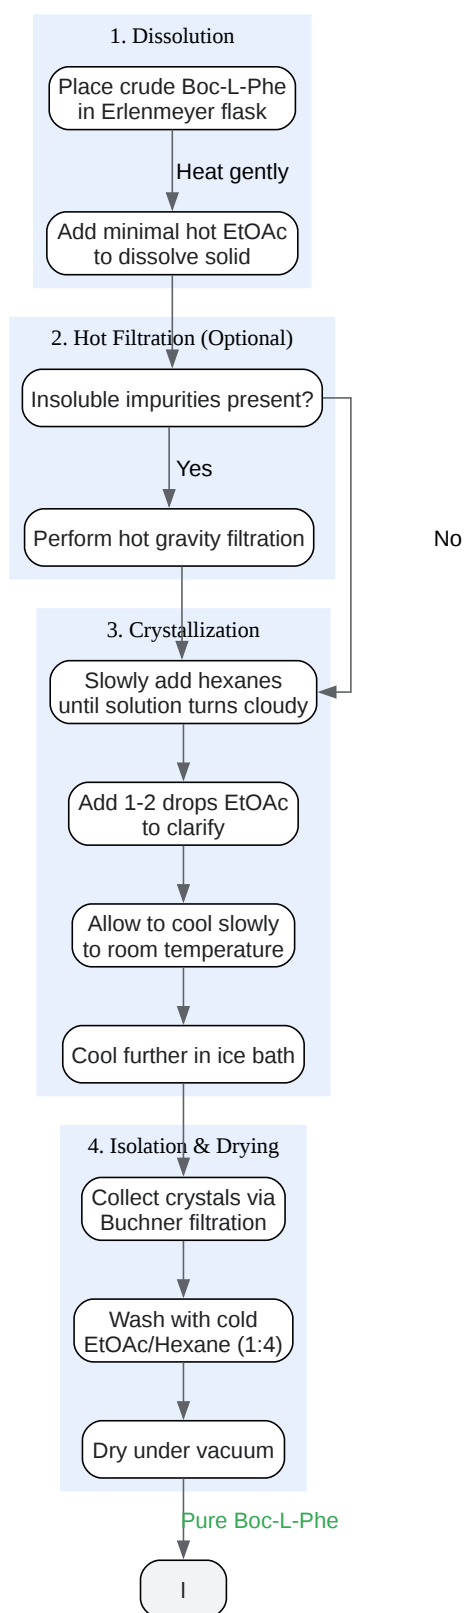 1. Dissolution
Place crude Boc-L-Phe
in Erlenmeyer flask
Heat gently
Add minimal hot EtOAc
to dissolve solid
2. Hot Filtration (Optional)
Insoluble impurities present?
Yes
Perform hot gravity filtration
No
3. Crystallization
Slowly add hexanes
until solution turns cloudy
Add 1-2 drops EtOAc
to clarify
Allow to cool slowly
to room temperature
Cool further in ice bath
4. Isolation & Drying
Collect crystals via
Buchner filtration
Wash with cold
EtOAc/Hexane (1:4)
Dry under vacuum
Pure Boc-L-Phe
I